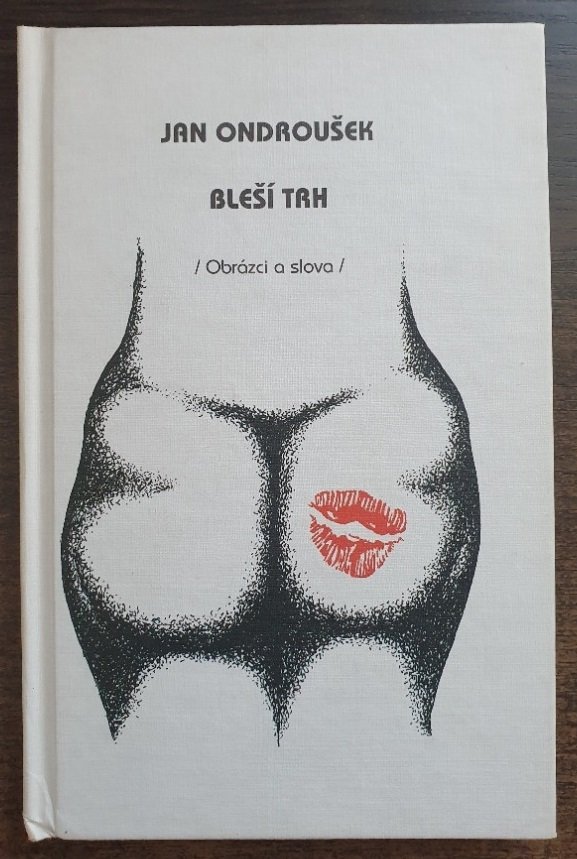 JAN ONDROUŠEK
BLEŠÍ TRH
/ Obrázci a slova /